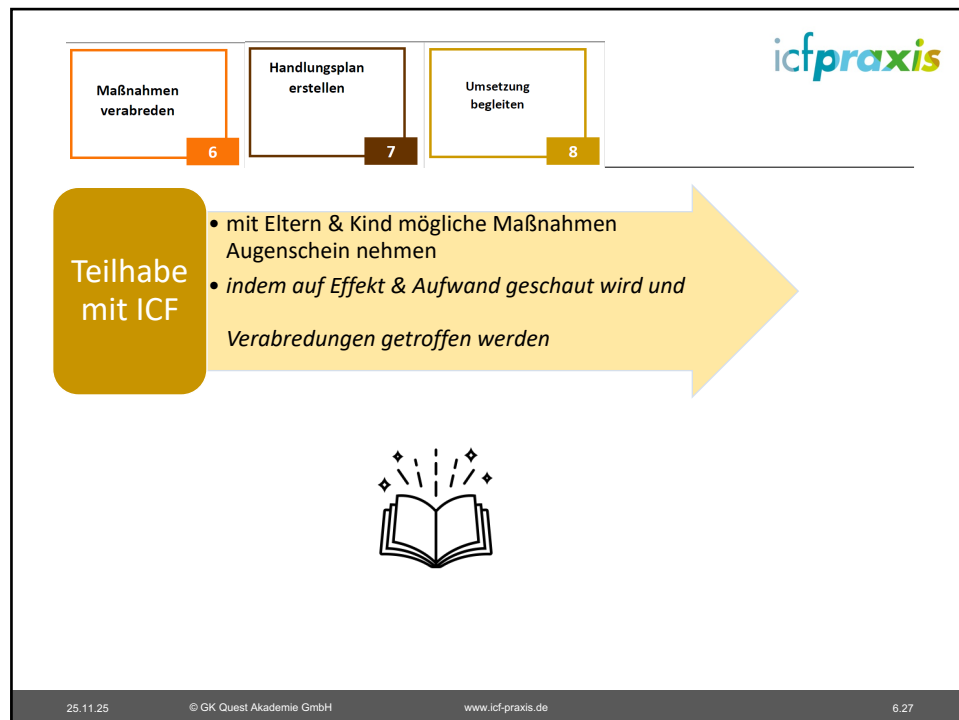 Maßnahmen
verabreden
6
Handlungsplan
erstellen
7
Umsetzung
begleiten
8
icfpraxis
Teilhabe
mit ICF
• mit Eltern & Kind mögliche Maßnahmen
Augenschein nehmen
• indem auf Effekt & Aufwand geschaut wird und
Verabredungen getroffen werden
25.11.25 © GK Quest Akademie GmbH www.icf-praxis.de 6.27